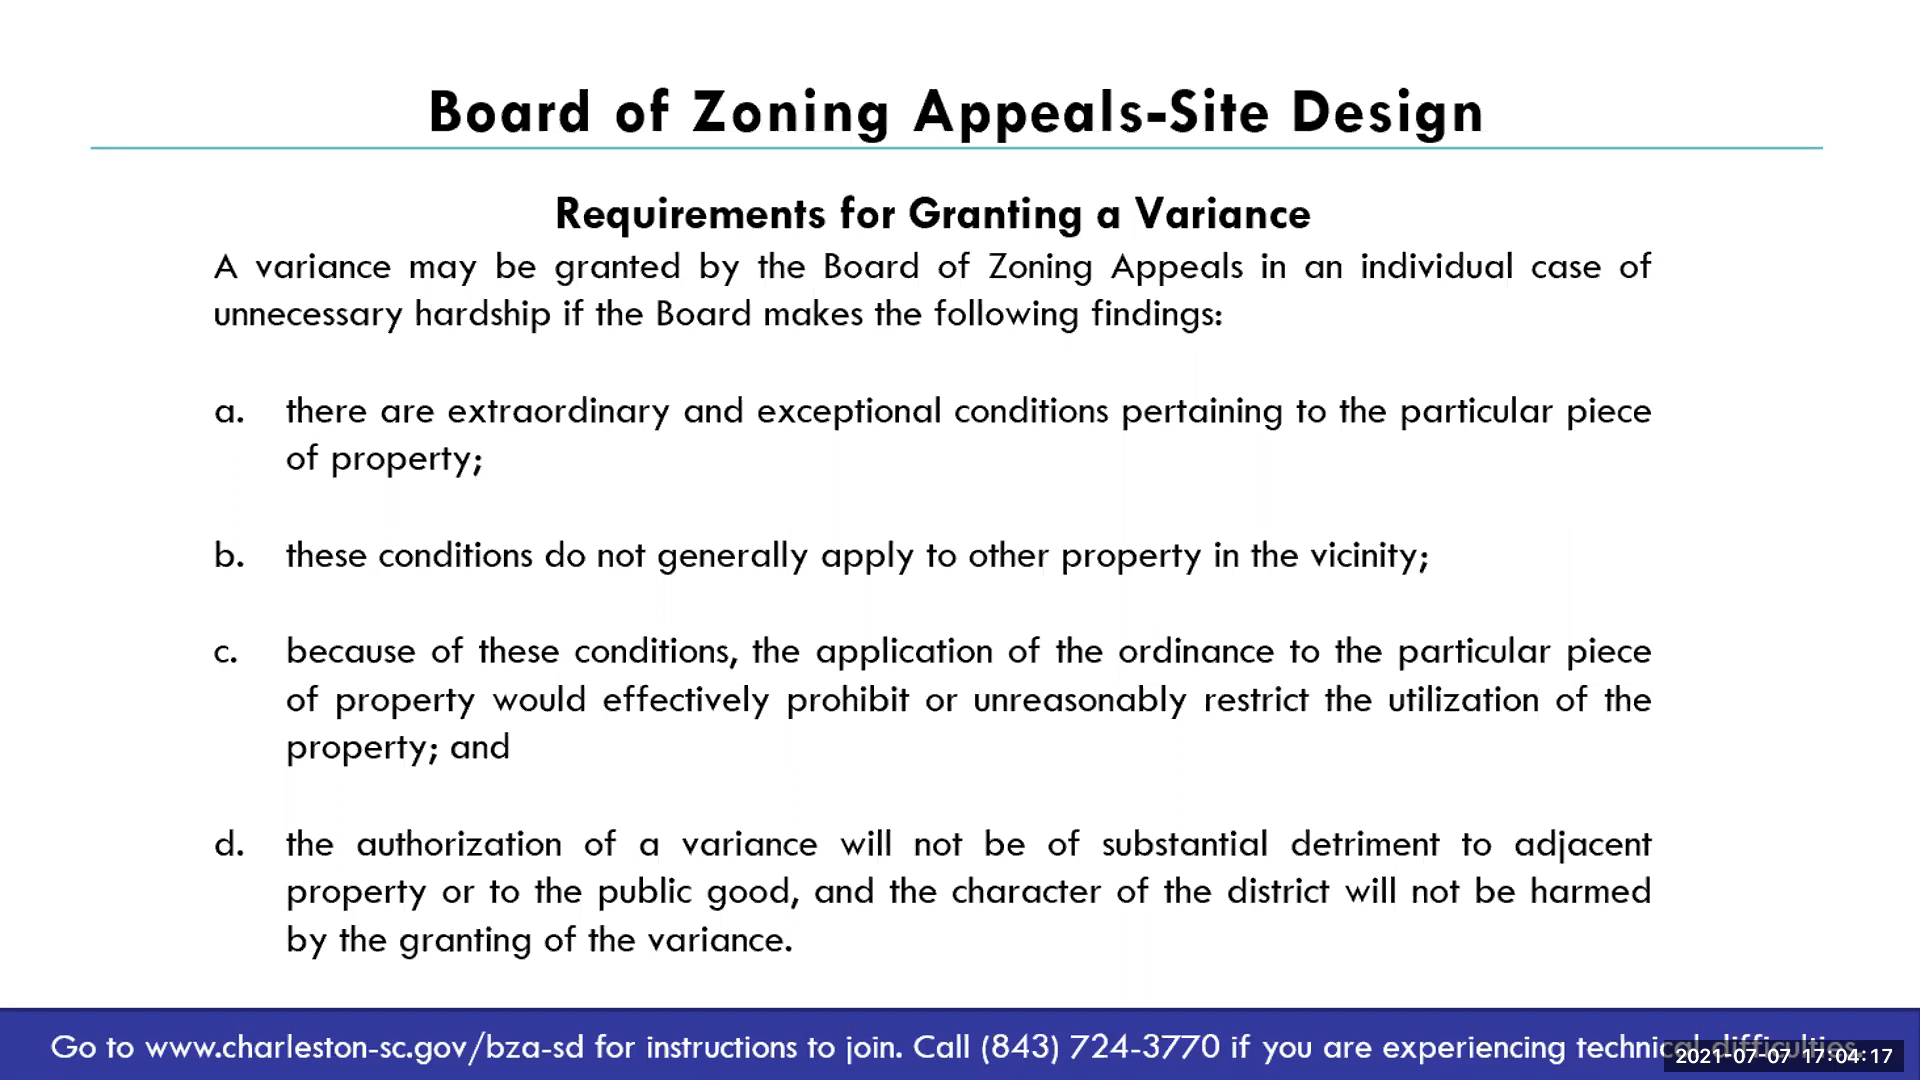 Board of Zoning Appeals-Site Design
Requirements for Granting a Variance
A variance may be granted by the Board of Zoning Appeals in an individual case of
unnecessary hardship if the Board makes the following findings:
a. there are extraordinary and exceptional conditions pertaining to the particular piece
of property;
b. these conditions do not generally apply to other property in the vicinity;
c. because of these conditions, the application of the ordinance to the particular piece
of property would effectively prohibit or unreasonably restrict the utilization of the
property; and
d. the authorization of a variance will not be of substantial detriment to adjacent
property or to the public good, and the character of the district will not be harmed
by the granting of the variance.
Go to www.charleston-sc.gov/bza-sd for instructions to join. Call (843) 724-3770 if you are experiencing technical difficulties.
2021-07-07 17:04:17